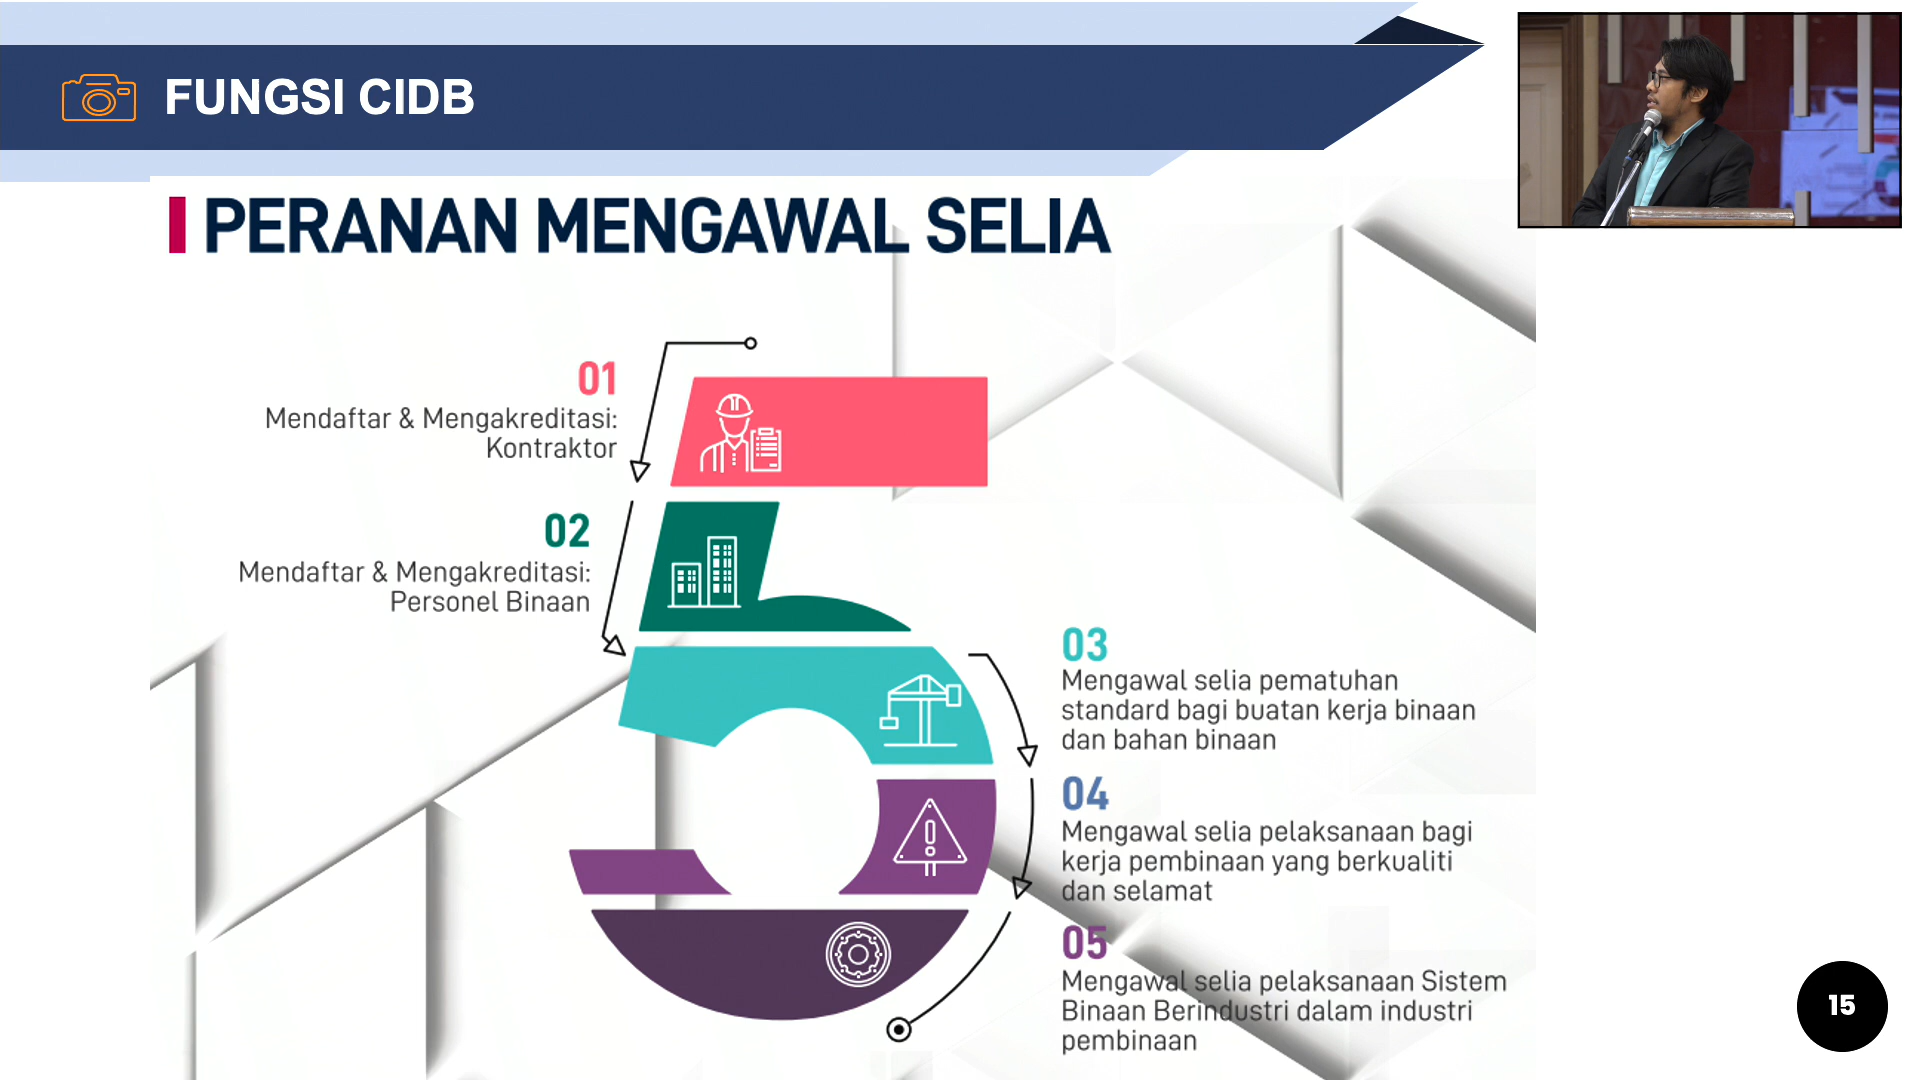 FUNGSI CIDB
PERANAN MENGAWAL SELIA
01
Mendaftar & Mengakreditasi:
Kontraktor
02
Mendaftar & Mengakreditasi:
Personel Binaan
03
Mengawal selia pematuhan
standard bagi buatan kerja binaan
dan bahan binaan
04
Mengawal selia pelaksanaan bagi
kerja pembinaan yang berkualiti
dan selamat
05
Mengawal selia pelaksanaan Sistem
Binaan Berindustri dalam industri
pembinaan
15